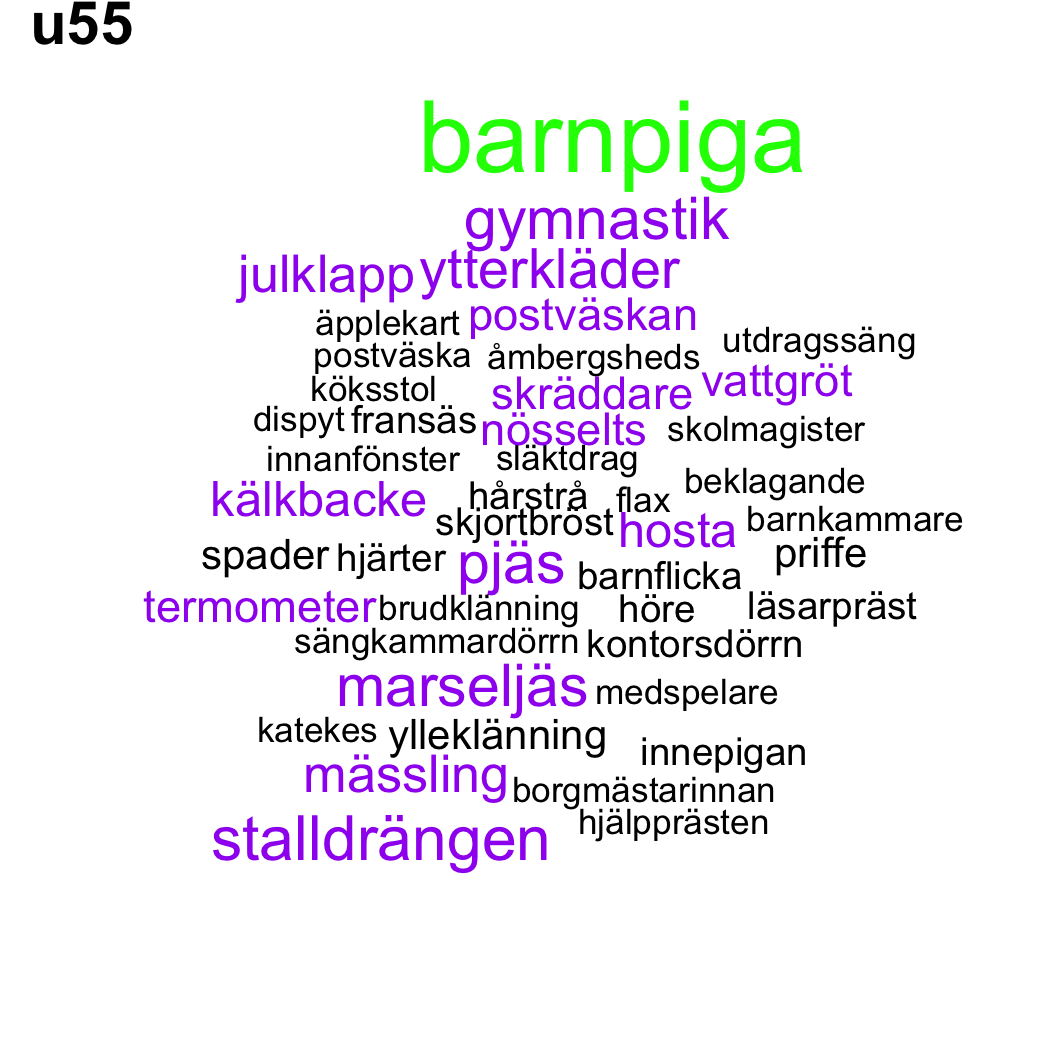 u55
barnpiga
gymnastik
julklapp ytterkläder
äpplekart postväskan
utdragssäng
postväska åmbergsheds
köksstol skräddare vattgröt
dispyt fransäs nösselts skolmagister
innanfönster släktdrag
beklagande
kälkbacke hårstrå flax
skjortbröst hosta barnkammare
spader hjärter pjäs barnflicka priffe
termometer brudklänning höre läsarpräst
sängkammardörrn kontorsdörrn
marseljäs medspelare
katekes ylleklänning innepigan
mässling borgmästarinnan
stalldrängen hjälpprästen